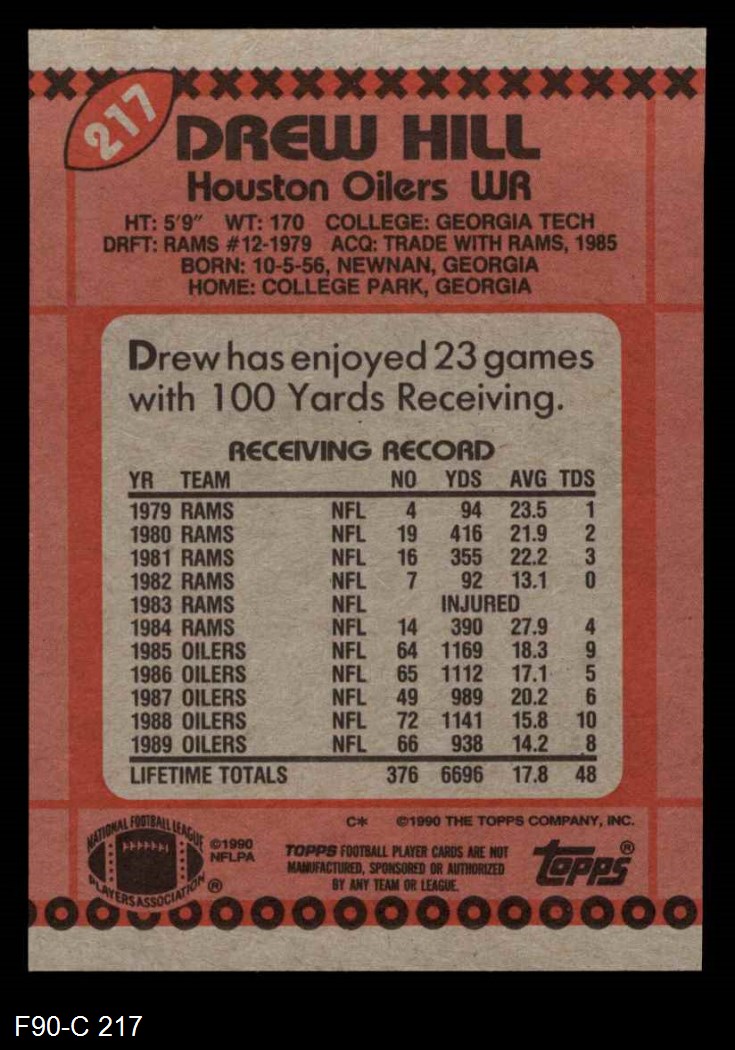 217
DREW HILL
Houston Oilers WR
HT: 5'9" WT: 170 COLLEGE: GEORGIA TECH
DRFT: RAMS #12-1979 ACQ: TRADE WITH RAMS, 1985
BORN: 10-5-56, NEWNAN, GEORGIA
HOME: COLLEGE PARK, GEORGIA
Drew has enjoyed 23 games
with 100 Yards Receiving.
RECEIVING RECORD
YR TEAM NO YDS AVG TDS
1979 RAMS NFL 4 94 23.5 1
1980 RAMS NFL 19 416 21.9 2
1981 RAMS NFL 16 355 22.2 3
1982 RAMS NFL 7 92 13.1 0
1983 RAMS NFL INJURED
1984 RAMS NFL 14 390 27.9 4
1985 OILERS NFL 64 1169 18.3 9
1986 OILERS NFL 65 1112 17.1 5
1987 OILERS NFL 49 989 20.2 6
1988 OILERS NFL 72 1141 15.8 10
1989 OILERS NFL 66 938 14.2 8
LIFETIME TOTALS 376 6696 17.8 48
C* ©1990 THE TOPPS COMPANY, INC.
NATIONAL FOOTBALL LEAGUE
PLAYERS ASSOCIATION ®
©1990
NFLPA
TOPPS FOOTBALL PLAYER CARDS ARE NOT
MANUFACTURED, SPONSORED OR AUTHORIZED
BY ANY TEAM OR LEAGUE.
topps®
F90-C 217